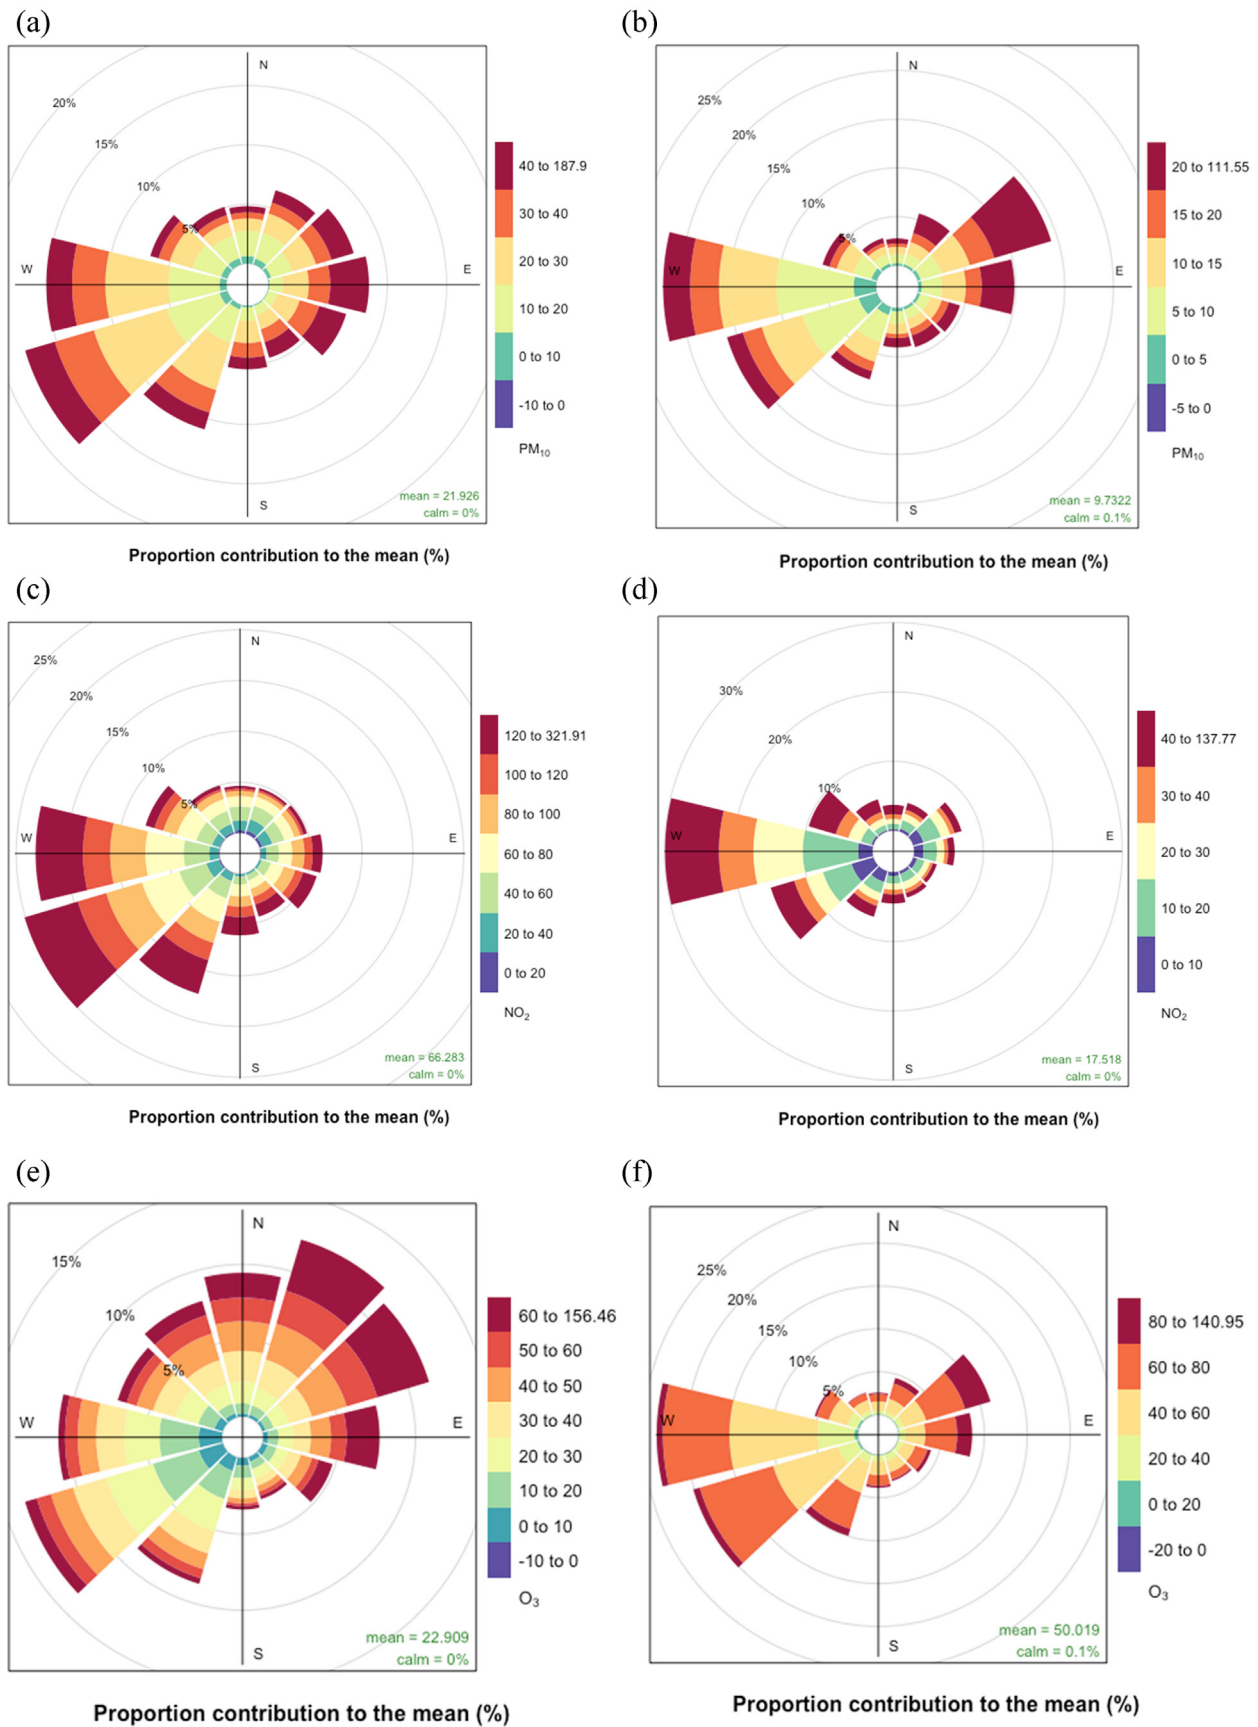 (a)
N
20%
15%
10%
5%
W
E
S
40 to 187.9
30 to 40
20 to 30
10 to 20
0 to 10
-10 to 0
PM₁₀
mean = 21.926
calm = 0%
Proportion contribution to the mean (%)
(b)
N
25%
20%
15%
10%
5%
W
E
S
20 to 111.55
15 to 20
10 to 15
5 to 10
0 to 5
-5 to 0
PM₁₀
mean = 9.7322
calm = 0.1%
Proportion contribution to the mean (%)
(c)
N
25%
20%
15%
10%
5%
W
E
S
120 to 321.91
100 to 120
80 to 100
60 to 80
40 to 60
20 to 40
0 to 20
NO₂
mean = 66.283
calm = 0%
Proportion contribution to the mean (%)
(d)
N
30%
20%
10%
W
E
S
40 to 137.77
30 to 40
20 to 30
10 to 20
0 to 10
NO₂
mean = 17.518
calm = 0%
Proportion contribution to the mean (%)
(e)
N
15%
10%
5%
W
E
S
60 to 156.46
50 to 60
40 to 50
30 to 40
20 to 30
10 to 20
0 to 10
-10 to 0
O₃
mean = 22.909
calm = 0%
Proportion contribution to the mean (%)
(f)
N
25%
20%
15%
10%
5%
W
E
S
80 to 140.95
60 to 80
40 to 60
20 to 40
0 to 20
-20 to 0
O₃
mean = 50.019
calm = 0.1%
Proportion contribution to the mean (%)